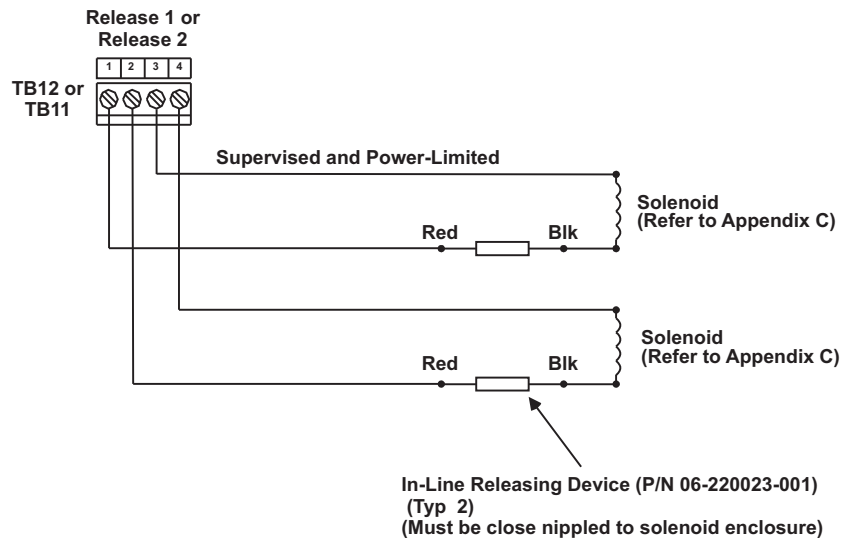 Release 1 or
Release 2
1 2 3 4
TB12 or
TB11
Supervised and Power-Limited
Solenoid
(Refer to Appendix C)
Red Blk
Solenoid
(Refer to Appendix C)
Red Blk
In-Line Releasing Device (P/N 06-220023-001)
(Typ 2)
(Must be close nippled to solenoid enclosure)